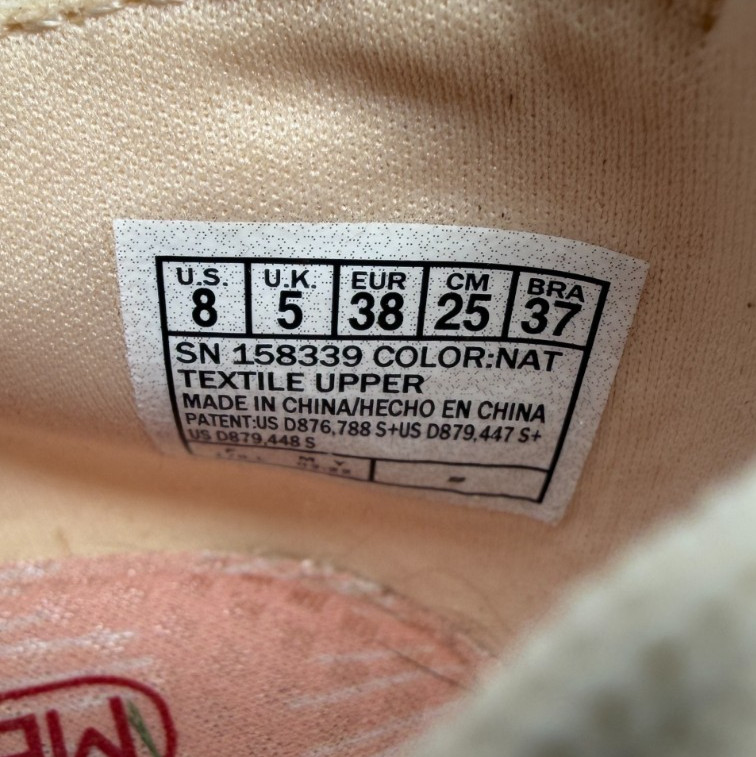 U.S. U.K. EUR CM BRA
8 5 38 25 37
SN 158339 COLOR:NAT
TEXTILE UPPER
MADE IN CHINA/HECHO EN CHINA
PATENT:US D876,788 S+US D879,447 S+
US D879,448 S
M Y